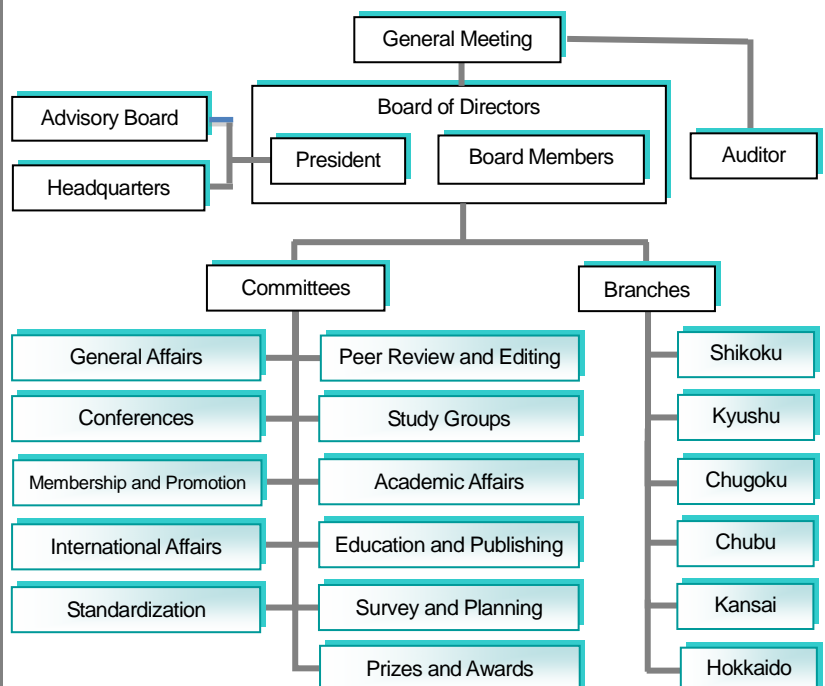 General Meeting
Board of Directors
Advisory Board
President
Board Members
Auditor
Headquarters
Committees
Branches
General Affairs
Peer Review and Editing
Shikoku
Conferences
Study Groups
Kyushu
Membership and Promotion
Academic Affairs
Chugoku
International Affairs
Education and Publishing
Chubu
Standardization
Survey and Planning
Kansai
Prizes and Awards
Hokkaido